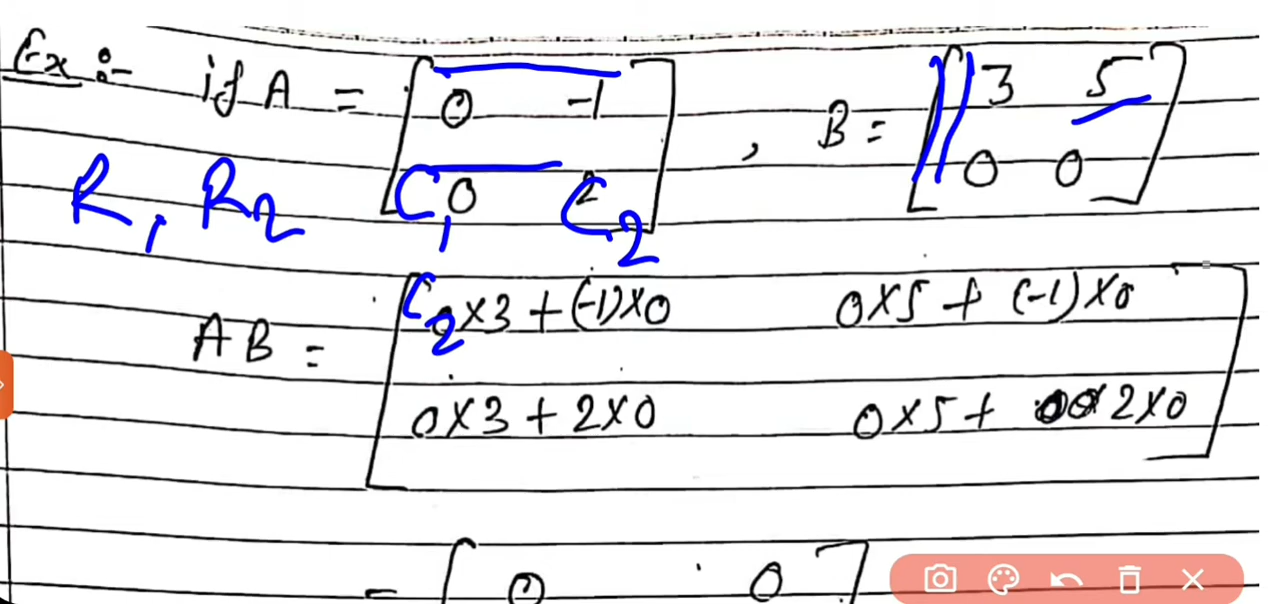 Ex :- if A = [ 0 -1 , B = [ 3 5 ]
R1 R2 C1 0 C2 2 ] 0 0
AB = [ C2 0×3 + (-1)×0 0×5 + (-1)×0
0×3 + 2×0 0×5 + 2×0 ]
= [ 0 0 ]